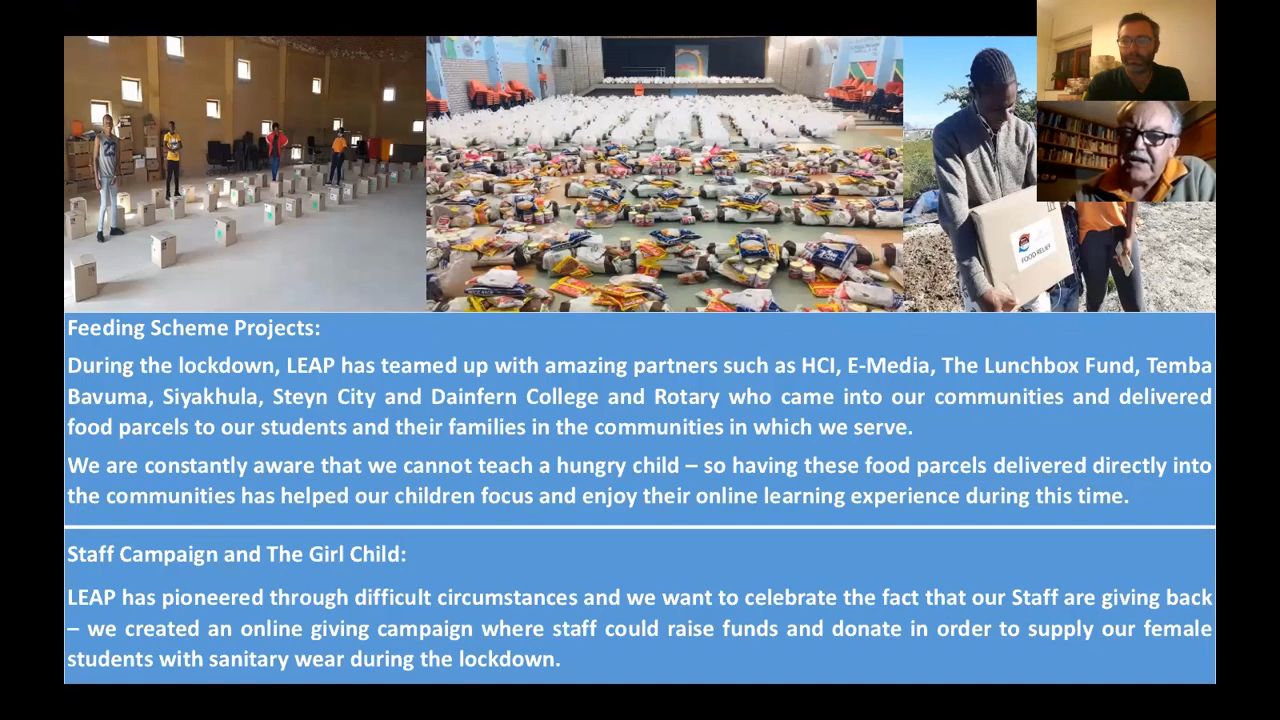 FOOD RELIEF
Feeding Scheme Projects:
During the lockdown, LEAP has teamed up with amazing partners such as HCI, E-Media, The Lunchbox Fund, Temba
Bavuma, Siyakhula, Steyn City and Dainfern College and Rotary who came into our communities and delivered
food parcels to our students and their families in the communities in which we serve.
We are constantly aware that we cannot teach a hungry child – so having these food parcels delivered directly into
the communities has helped our children focus and enjoy their online learning experience during this time.
Staff Campaign and The Girl Child:
LEAP has pioneered through difficult circumstances and we want to celebrate the fact that our Staff are giving back
– we created an online giving campaign where staff could raise funds and donate in order to supply our female
students with sanitary wear during the lockdown.